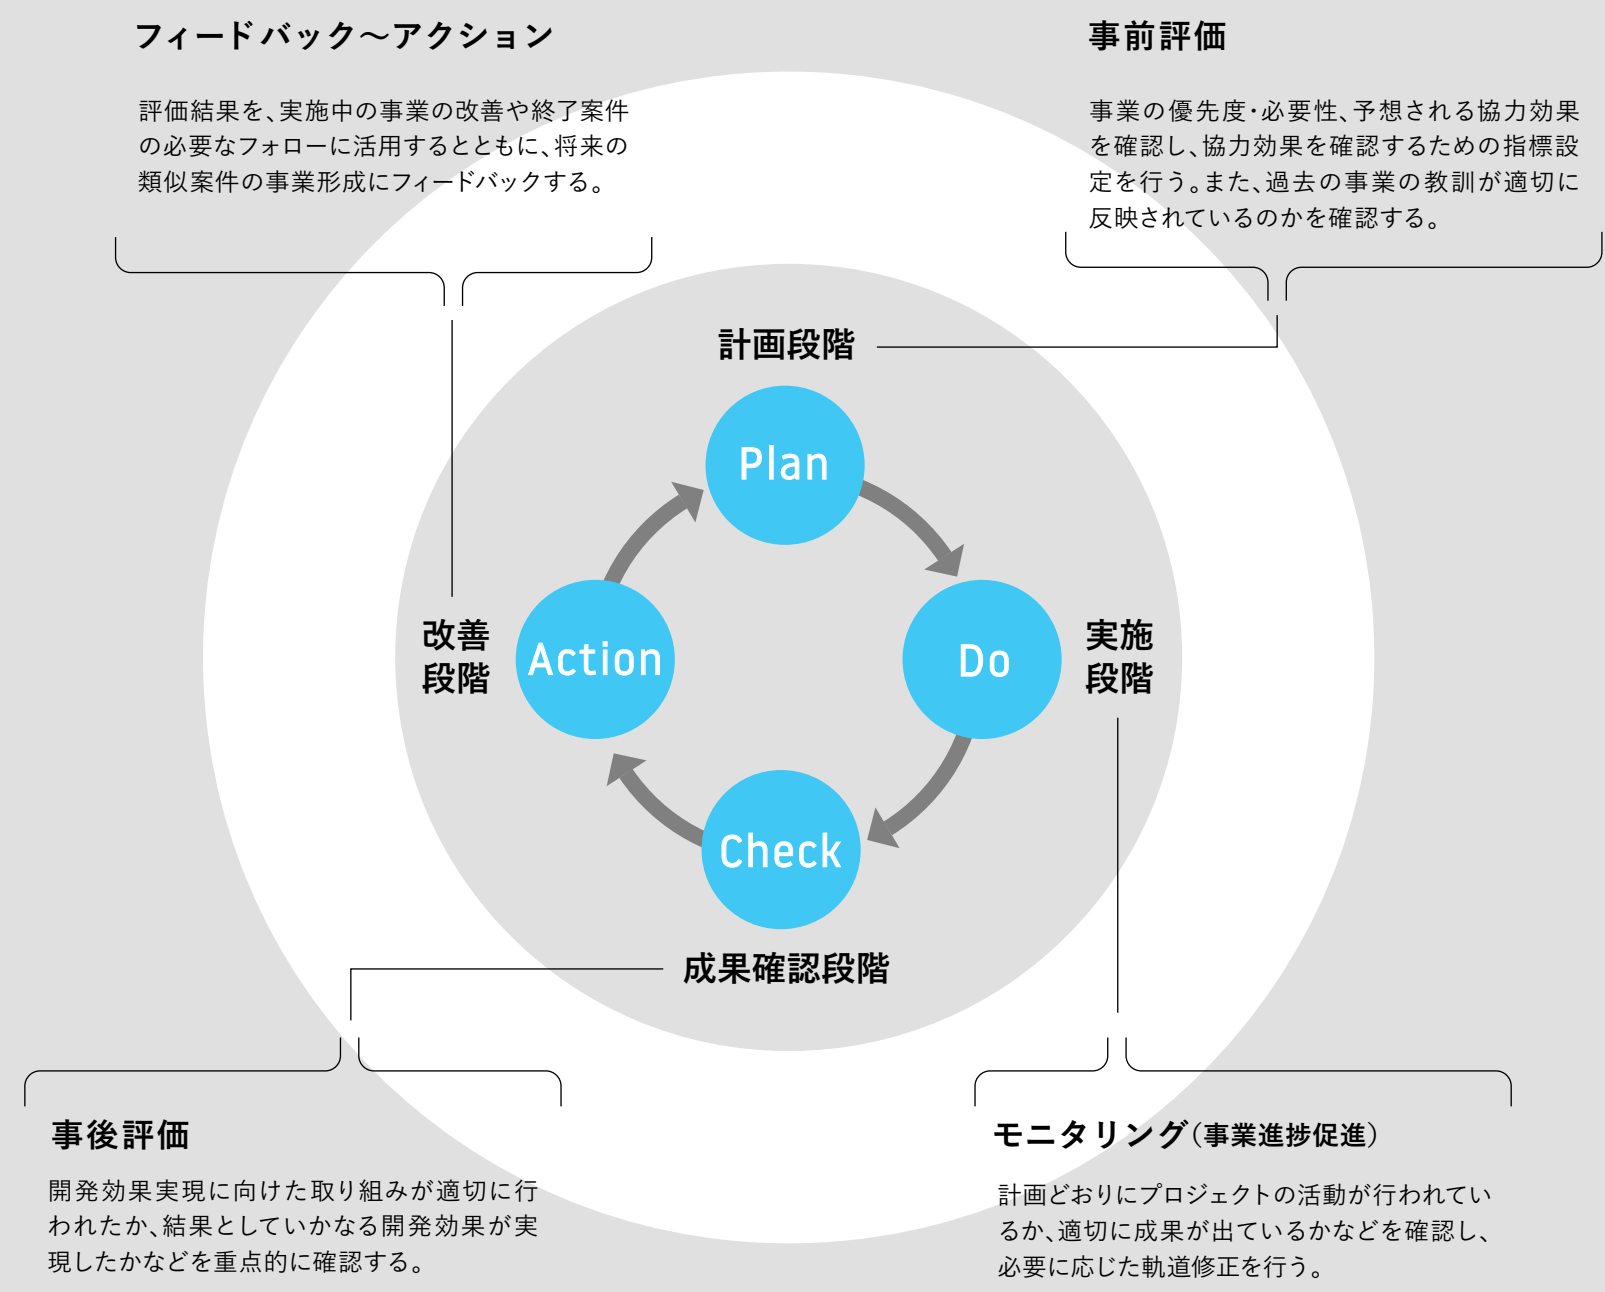 フィードバック～アクション
評価結果を、実施中の事業の改善や終了案件
の必要なフォローに活用するとともに、将来の
類似案件の事業形成にフィードバックする。
事前評価
事業の優先度・必要性、予想される協力効果
を確認し、協力効果を確認するための指標設
定を行う。また、過去の事業の教訓が適切に
反映されているのかを確認する。
計画段階
Plan
改善
段階
Action
Do
実施
段階
Check
成果確認段階
事後評価
開発効果実現に向けた取り組みが適切に行
われたか、結果としていかなる開発効果が実
現したかなどを重点的に確認する。
モニタリング（事業進捗促進）
計画どおりにプロジェクトの活動が行われてい
るか、適切に成果が出ているかなどを確認し、
必要に応じた軌道修正を行う。